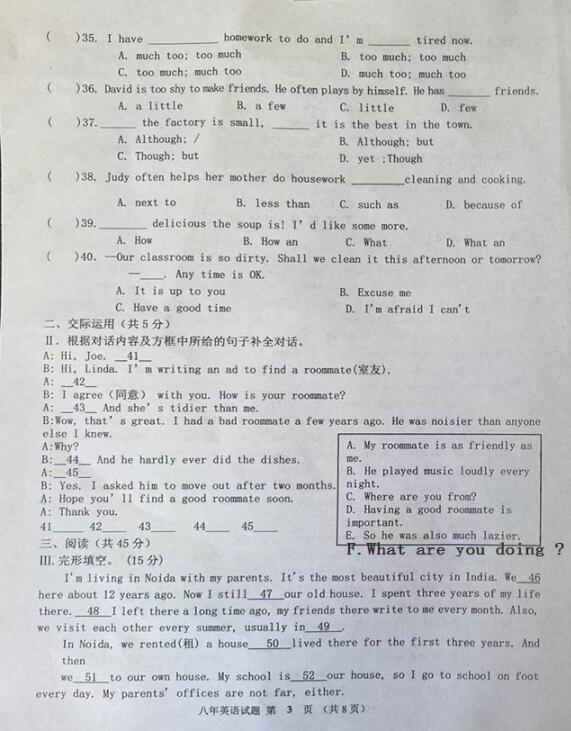 (    )35. I have __________ homework to do and I'm ______ tired now.
A. much too; too much    B. too much; too much
C. too much; much too    D. much too; much too
(    )36. David is too shy to make friends. He often plays by himself. He has ______ friends.
A. a little    B. a few    C. little    D. few
(    )37.______ the factory is small, ______ it is the best in the town.
A. Although; /    B. Although; but
C. Though; but    D. yet ;Though
(    )38. Judy often helps her mother do housework ________cleaning and cooking.
A. next to    B. less than    C. such as    D. because of
(    )39.________ delicious the soup is! I'd like some more.
A. How    B. How an    C. What    D. What an
(    )40. —Our classroom is so dirty. Shall we clean it this afternoon or tomorrow?
—____. Any time is OK.
A. It is up to you    B. Excuse me
C. Have a good time    D. I'm afraid I can't
二、交际运用(共5分)
Ⅱ. 根据对话内容及方框中所给的句子补全对话。
A: Hi, Joe. __41__
B: Hi, Linda. I'm writing an ad to find a roommate(室友).
A: __42__
B: I agree(同意) with you. How is your roommate?
A: __43__ And she's tidier than me.
B:Wow, that's great. I had a bad roommate a few years ago. He was noisier than anyone
else I knew.
A:Why?
B:__44__ And he hardly ever did the dishes.
A:__45__
B: Yes. I asked him to move out after two months.
A: Hope you'll find a good roommate soon.
A: Thank you.
41_____ 42_____ 43_____ 44_____ 45_____
A. My roommate is as friendly as
me.
B. He played music loudly every
night.
C. Where are you from?
D. Having a good roommate is
important.
E. So he was also much lazier.
F.What are you doing ?
三、阅读(共45分)
Ⅲ.完形填空。(15分)
I'm living in Noida with my parents. It's the most beautiful city in India. We__46
here about 12 years ago. Now I still__47__our old house. I spent three years of my life
there.__48__I left there a long time ago, my friends there write to me every month. Also,
we visit each other every summer, usually in__49__.
In Noida, we rented(租) a house___50__lived there for the first three years. And
then
we__51__to our own house. My school is__52__our house, so I go to school on foot
every day. My parents' offices are not far, either.
八年英语试题 第 3 页 (共8页)